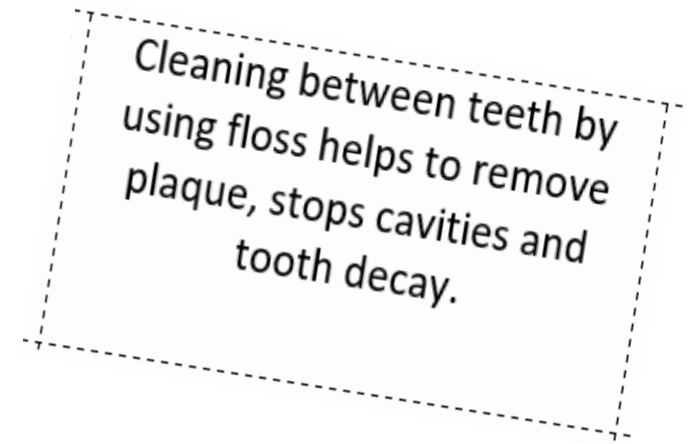 Cleaning between teeth by
using floss helps to remove
plaque, stops cavities and
tooth decay.